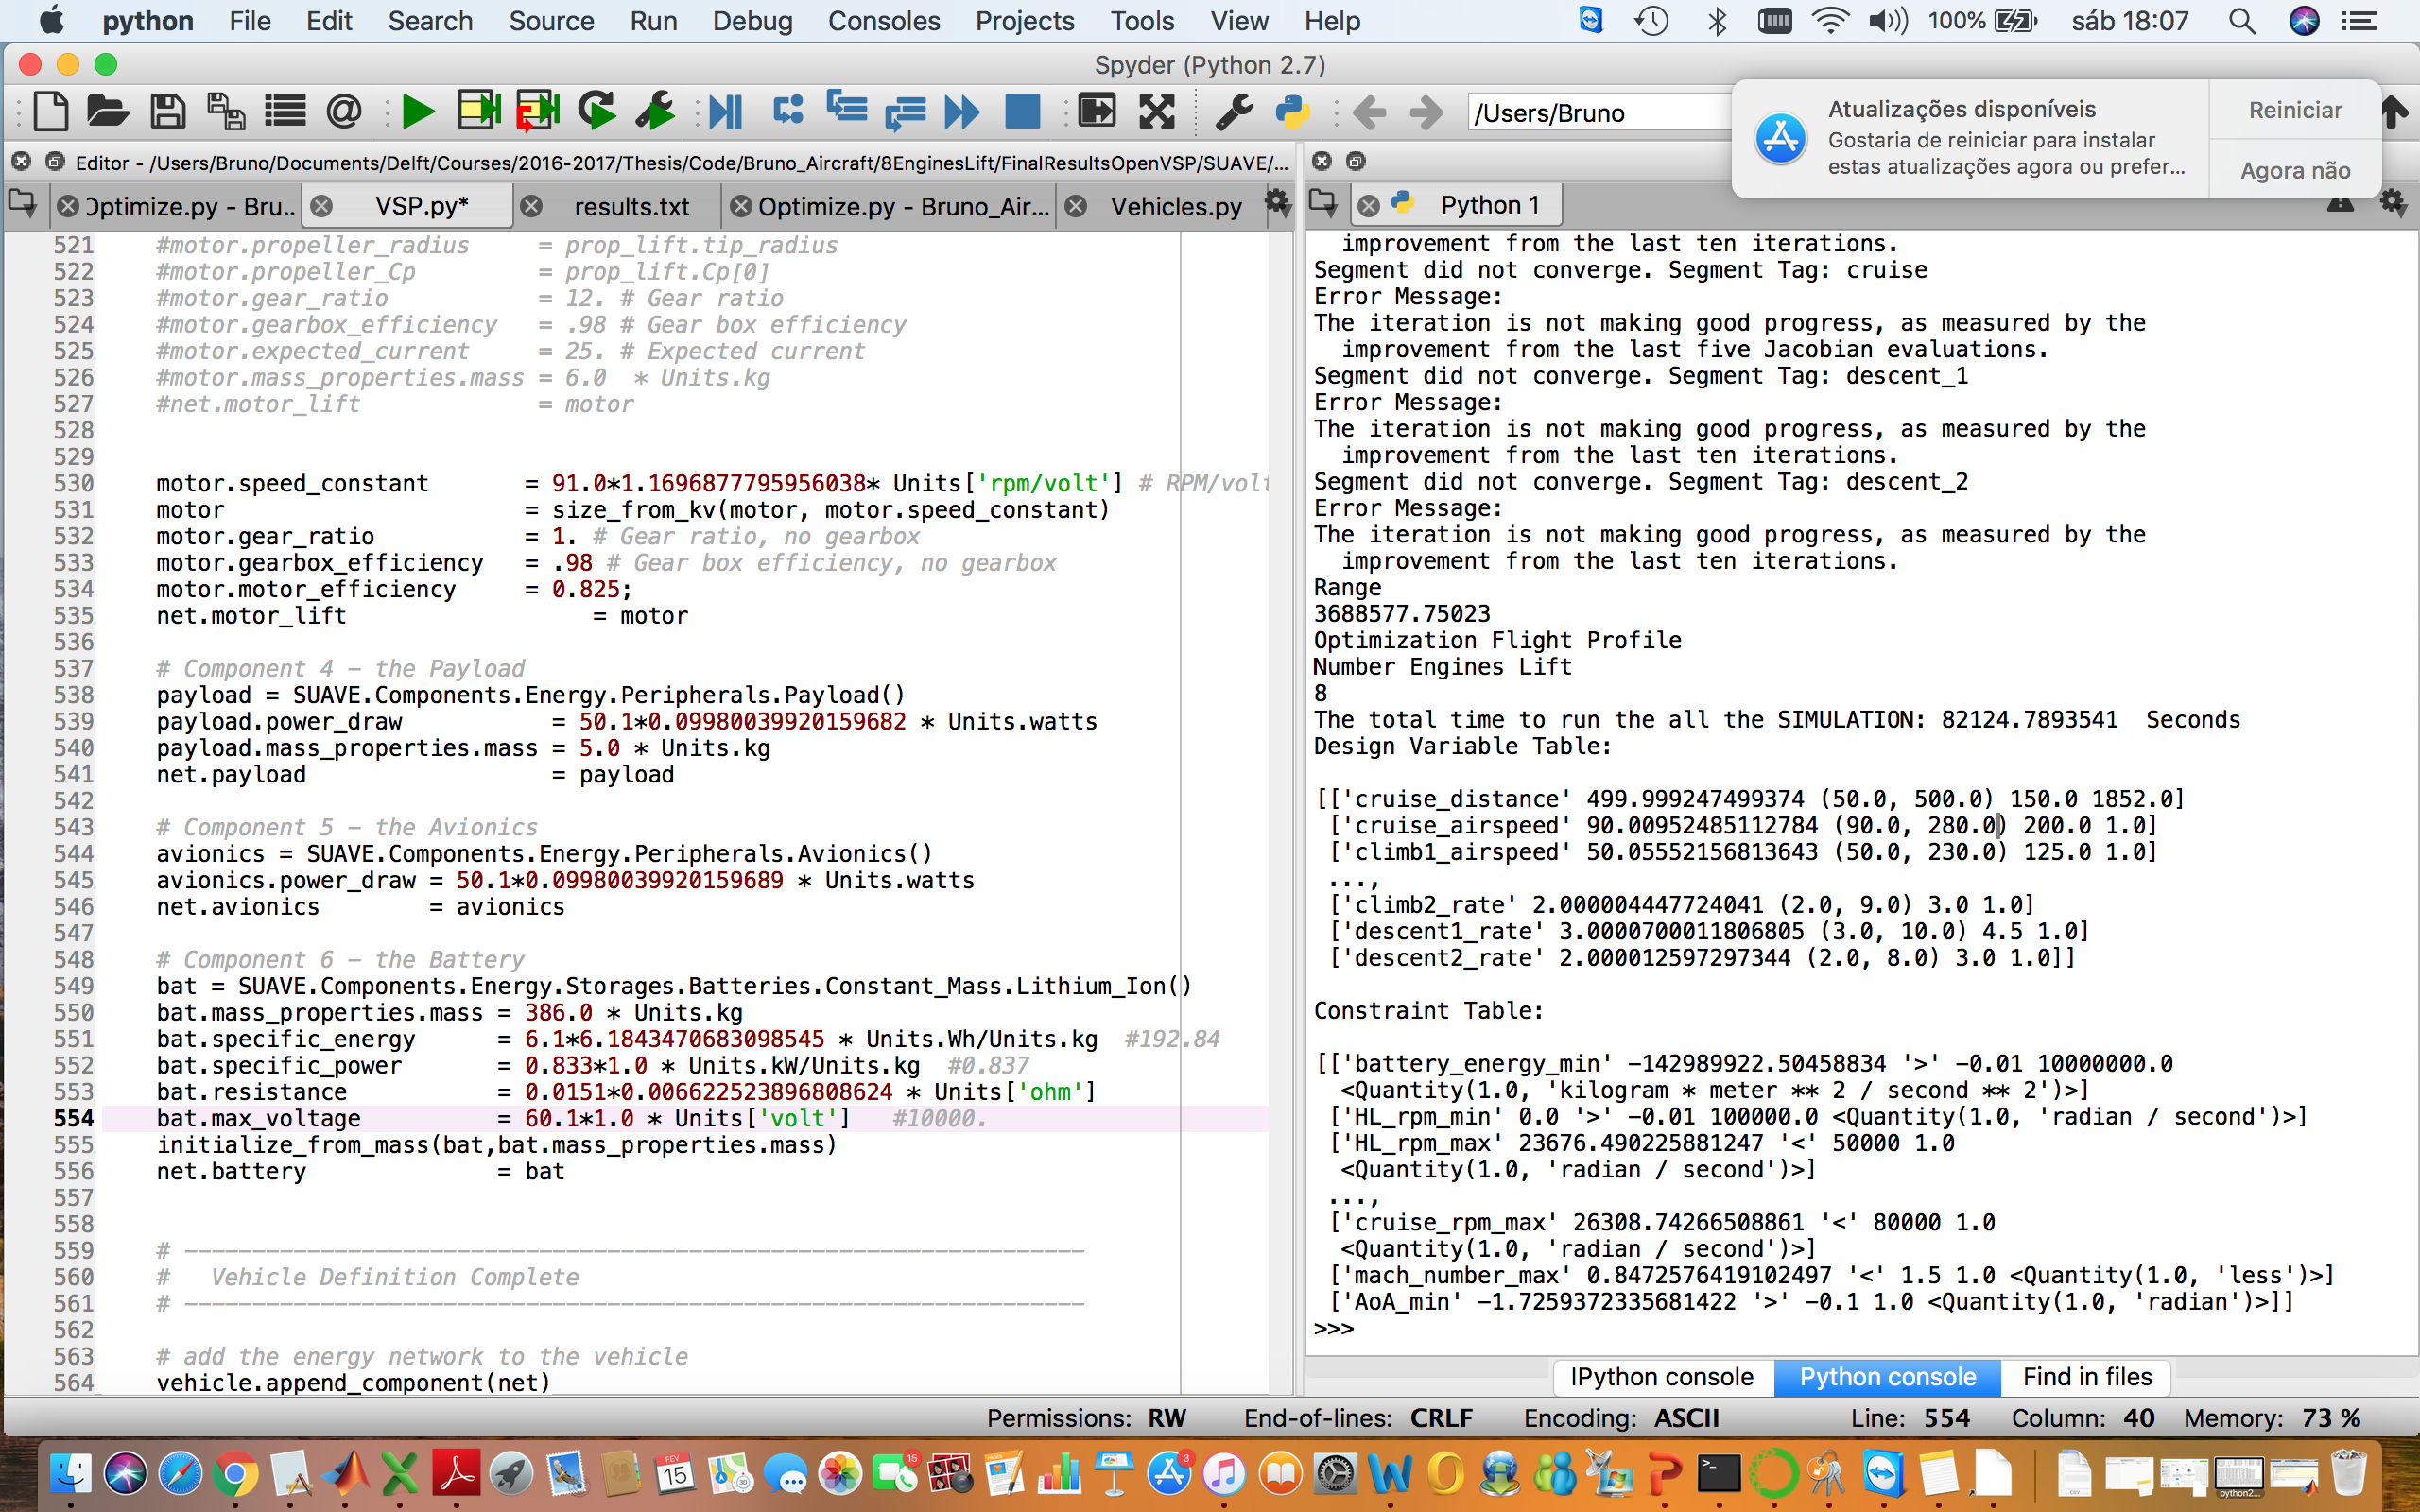 python File Edit Search Source Run Debug Consoles Projects Tools View Help 100% sáb 18:07
Spyder (Python 2.7)
/Users/Bruno
Atualizações disponíveis
Gostaria de reiniciar para instalar
estas atualizações agora ou prefer...
Reiniciar
Agora não
Editor - /Users/Bruno/Documents/Delft/Courses/2016-2017/Thesis/Code/Bruno_Aircraft/8EnginesLift/FinalResultsOpenVSP/SUAVE/...
Optimize.py - Bru... VSP.py* results.txt Optimize.py - Bruno_Air... Vehicles.py
521 #motor.propeller_radius = prop_lift.tip_radius
522 #motor.propeller_Cp = prop_lift.Cp[0]
523 #motor.gear_ratio = 12. # Gear ratio
524 #motor.gearbox_efficiency = .98 # Gear box efficiency
525 #motor.expected_current = 25. # Expected current
526 #motor.mass_properties.mass = 6.0 * Units.kg
527 #net.motor_lift = motor
528
529
530 motor.speed_constant = 91.0*1.1696877795956038* Units['rpm/volt'] # RPM/volt
531 motor = size_from_kv(motor, motor.speed_constant)
532 motor.gear_ratio = 1. # Gear ratio, no gearbox
533 motor.gearbox_efficiency = .98 # Gear box efficiency, no gearbox
534 motor.motor_efficiency = 0.825;
535 net.motor_lift = motor
536
537 # Component 4 - the Payload
538 payload = SUAVE.Components.Energy.Peripherals.Payload()
539 payload.power_draw = 50.1*0.09980039920159682 * Units.watts
540 payload.mass_properties.mass = 5.0 * Units.kg
541 net.payload = payload
542
543 # Component 5 - the Avionics
544 avionics = SUAVE.Components.Energy.Peripherals.Avionics()
545 avionics.power_draw = 50.1*0.09980039920159689 * Units.watts
546 net.avionics = avionics
547
548 # Component 6 - the Battery
549 bat = SUAVE.Components.Energy.Storages.Batteries.Constant_Mass.Lithium_Ion()
550 bat.mass_properties.mass = 386.0 * Units.kg
551 bat.specific_energy = 6.1*6.1843470683098545 * Units.Wh/Units.kg #192.84
552 bat.specific_power = 0.833*1.0 * Units.kW/Units.kg #0.837
553 bat.resistance = 0.0151*0.006622523896808624 * Units['ohm']
554 bat.max_voltage = 60.1*1.0 * Units['volt'] #10000.
555 initialize_from_mass(bat,bat.mass_properties.mass)
556 net.battery = bat
557
558
559 # ------------------------------------------------------------------
560 # Vehicle Definition Complete
561 # ------------------------------------------------------------------
562
563 # add the energy network to the vehicle
564 vehicle.append_component(net)
Python 1
improvement from the last ten iterations.
Segment did not converge. Segment Tag: cruise
Error Message:
The iteration is not making good progress, as measured by the
improvement from the last five Jacobian evaluations.
Segment did not converge. Segment Tag: descent_1
Error Message:
The iteration is not making good progress, as measured by the
improvement from the last ten iterations.
Segment did not converge. Segment Tag: descent_2
Error Message:
The iteration is not making good progress, as measured by the
improvement from the last ten iterations.
Range
3688577.75023
Optimization Flight Profile
Number Engines Lift
8
The total time to run the all the SIMULATION: 82124.7893541 Seconds
Design Variable Table:
[['cruise_distance' 499.999247499374 (50.0, 500.0) 150.0 1852.0]
['cruise_airspeed' 90.00952485112784 (90.0, 280.0) 200.0 1.0]
['climb1_airspeed' 50.05552156813643 (50.0, 230.0) 125.0 1.0]
...,
['climb2_rate' 2.000004447724041 (2.0, 9.0) 3.0 1.0]
['descent1_rate' 3.0000700011806805 (3.0, 10.0) 4.5 1.0]
['descent2_rate' 2.000012597297344 (2.0, 8.0) 3.0 1.0]]
Constraint Table:
[['battery_energy_min' -142989922.50458834 '>' -0.01 10000000.0
<Quantity(1.0, 'kilogram * meter ** 2 / second ** 2')>]
['HL_rpm_min' 0.0 '>' -0.01 100000.0 <Quantity(1.0, 'radian / second')>]
['HL_rpm_max' 23676.490225881247 '<' 50000 1.0
<Quantity(1.0, 'radian / second')>]
...,
['cruise_rpm_max' 26308.74266508861 '<' 80000 1.0
<Quantity(1.0, 'radian / second')>]
['mach_number_max' 0.8472576419102497 '<' 1.5 1.0 <Quantity(1.0, 'less')>]
['AoA_min' -1.7259372335681422 '>' -0.1 1.0 <Quantity(1.0, 'radian')>]]
>>>
IPython console Python console Find in files
Permissions: RW End-of-lines: CRLF Encoding: ASCII Line: 554 Column: 40 Memory: 73 %
FEV
15
15
3
python2...